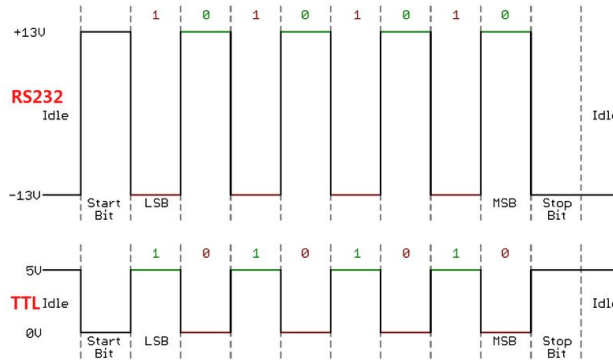 1 0 1 0 1 0 1 0
+13V
RS232
Idle Idle
-13V
Start Bit LSB MSB Stop Bit
1 0 1 0 1 0 1 0
5V
TTL Idle Idle
0V
Start Bit LSB MSB Stop Bit